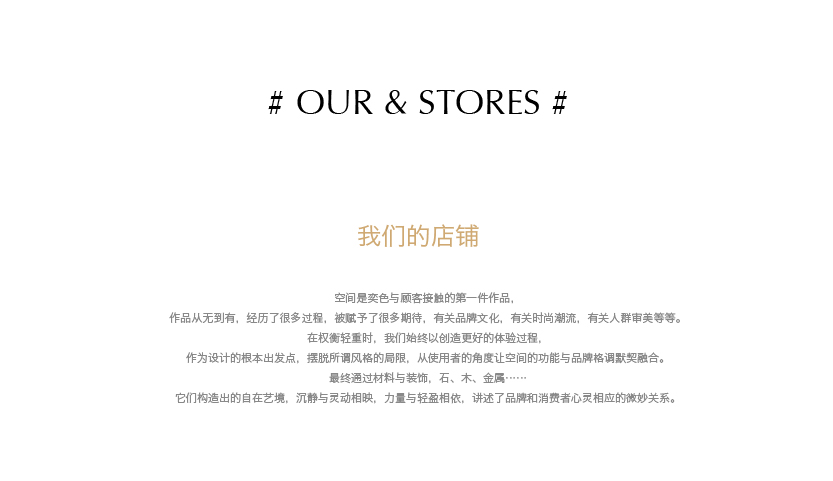 # OUR & STORES #
我们的店铺
空间是奕色与顾客接触的第一件作品，
作品从无到有，经历了很多过程，被赋予了很多期待，有关品牌文化，有关时尚潮流，有关人群审美等等。
在权衡轻重时，我们始终以创造更好的体验过程，
作为设计的根本出发点，摆脱所谓风格的局限，从使用者的角度让空间的功能与品牌格调默契融合。
最终通过材料与装饰，石、木、金属……
它们构造出的自在艺境，沉静与灵动相映，力量与轻盈相依，讲述了品牌和消费者心灵相应的微妙关系。